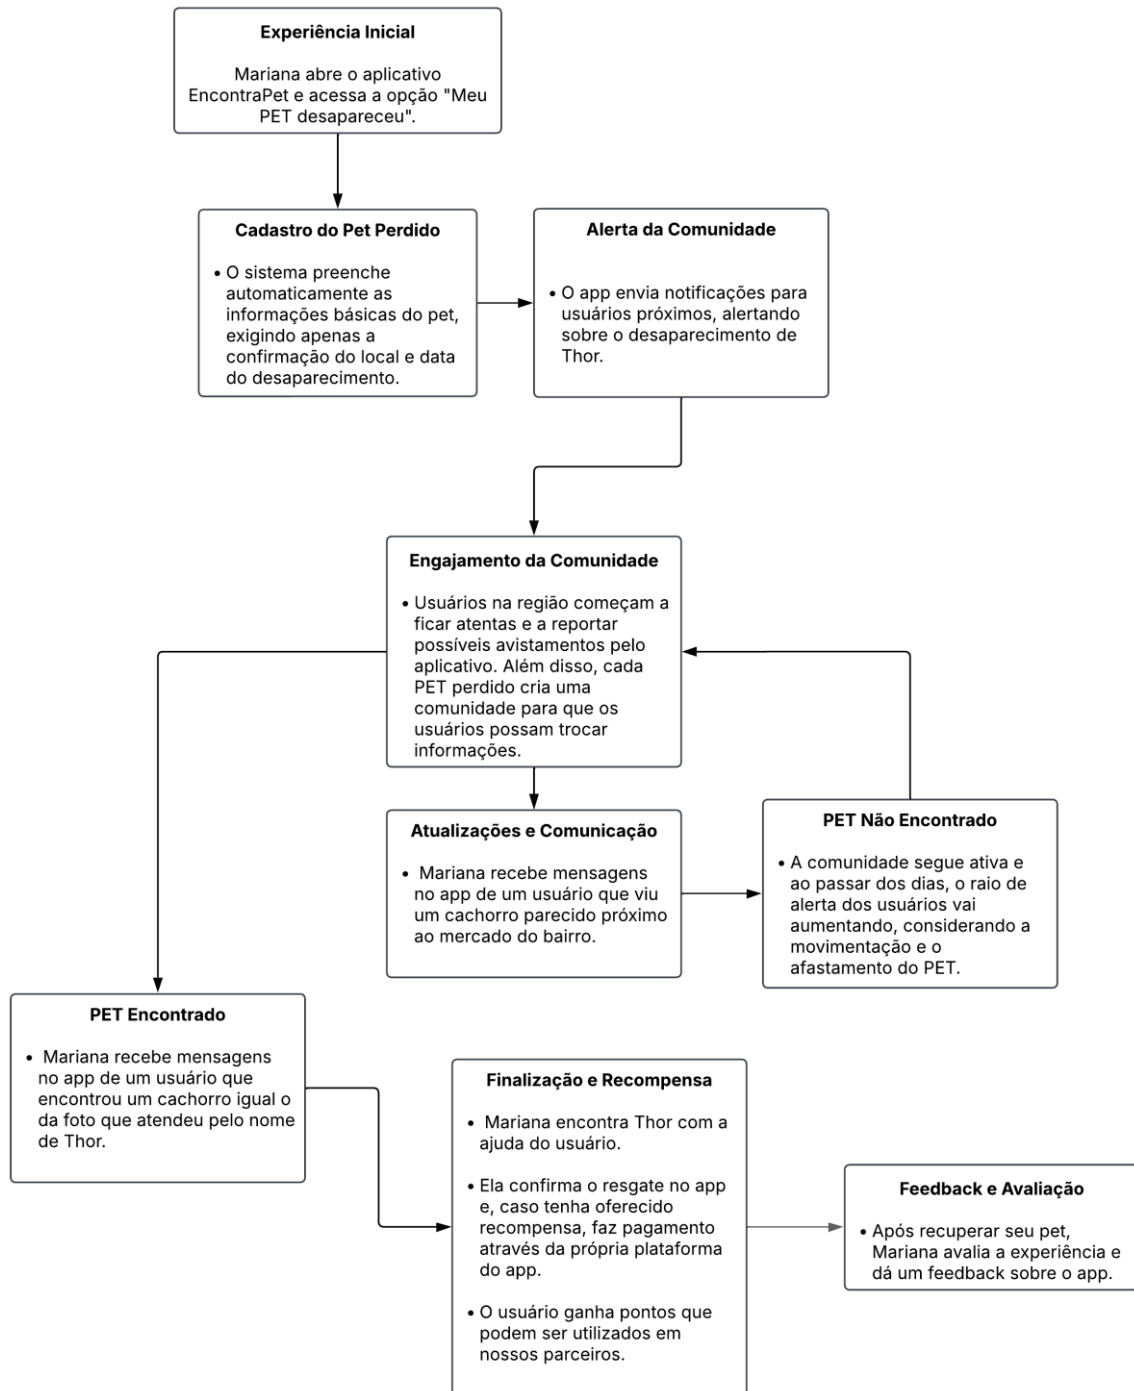 Experiência Inicial
Mariana abre o aplicativo
EncontraPet e acessa a opção "Meu
PET desapareceu".
Cadastro do Pet Perdido
• O sistema preenche
automaticamente as
informações básicas do pet,
exigindo apenas a
confirmação do local e data
do desaparecimento.
Alerta da Comunidade
• O app envia notificações para
usuários próximos, alertando
sobre o desaparecimento de
Thor.
Engajamento da Comunidade
• Usuários na região começam a
ficar atentas e a reportar
possíveis avistamentos pelo
aplicativo. Além disso, cada
PET perdido cria uma
comunidade para que os
usuários possam trocar
informações.
Atualizações e Comunicação
• Mariana recebe mensagens
no app de um usuário que viu
um cachorro parecido próximo
ao mercado do bairro.
PET Não Encontrado
• A comunidade segue ativa e
ao passar dos dias, o raio de
alerta dos usuários vai
aumentando, considerando a
movimentação e o
afastamento do PET.
PET Encontrado
• Mariana recebe mensagens
no app de um usuário que
encontrou um cachorro igual o
da foto que atendeu pelo nome
de Thor.
Finalização e Recompensa
• Mariana encontra Thor com a
ajuda do usuário.
• Ela confirma o resgate no app
e, caso tenha oferecido
recompensa, faz pagamento
através da própria plataforma
do app.
• O usuário ganha pontos que
podem ser utilizados em
nossos parceiros.
Feedback e Avaliação
• Após recuperar seu pet,
Mariana avalia a experiência e
dá um feedback sobre o app.